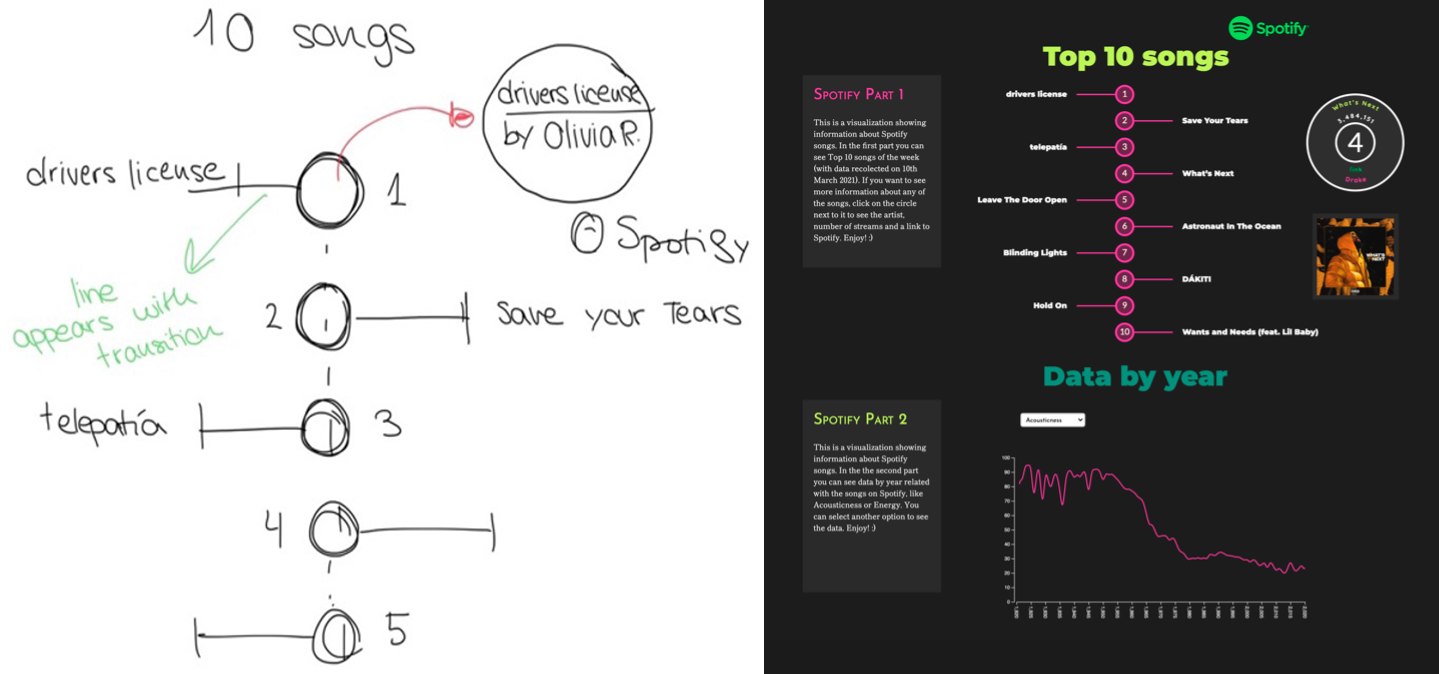 10 songs
drivers license
by Olivia R.
drivers license
1
Spotify
line
appears with
transition
2
save your Tears
telepatía
3
4
5
Spotify
Top 10 songs
Spotify Part 1
This is a visualization showing
information about Spotify
songs. In the first part you can
see Top 10 songs of the week
(with data recolected on 10th
March 2021). If you want to see
more information about any of
the songs, click on the circle
next to it to see the artist,
number of streams and a link to
Spotify. Enjoy! :)
drivers license
1
2
Save Your Tears
telepatía
3
4
What's Next
Leave The Door Open
5
6
Astronaut In The Ocean
Blinding Lights
7
8
DÁKITI
Hold On
9
10
Wants and Needs (feat. Lil Baby)
What's Next
5,484,151
4
link
Drake
WHAT'S
NEXT
Data by year
Spotify Part 2
This is a visualization showing
information about Spotify
songs. In the the second part
you can see data by year related
with the songs on Spotify, like
Acousticness or Energy. You
can select another option to see
the data. Enjoy! :)
Acousticness
100
90
80
70
60
50
40
30
20
10
0